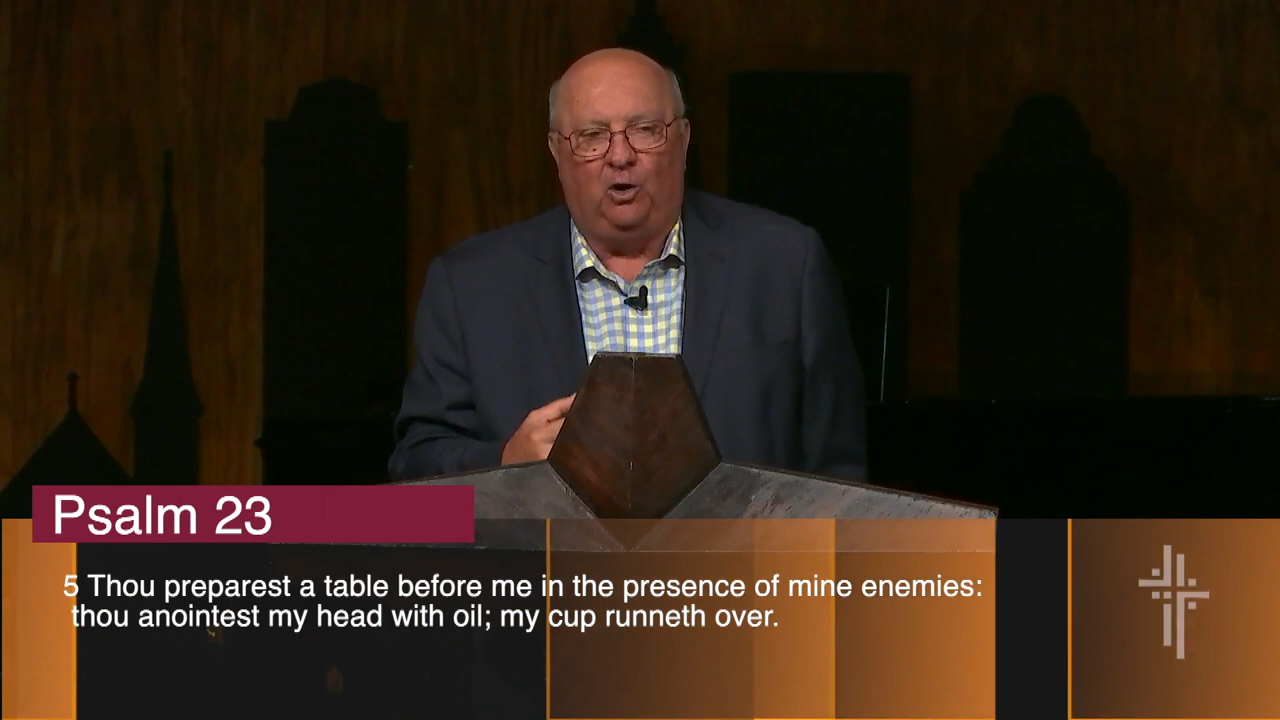 Psalm 23
5 Thou preparest a table before me in the presence of mine enemies:
thou anointest my head with oil; my cup runneth over.